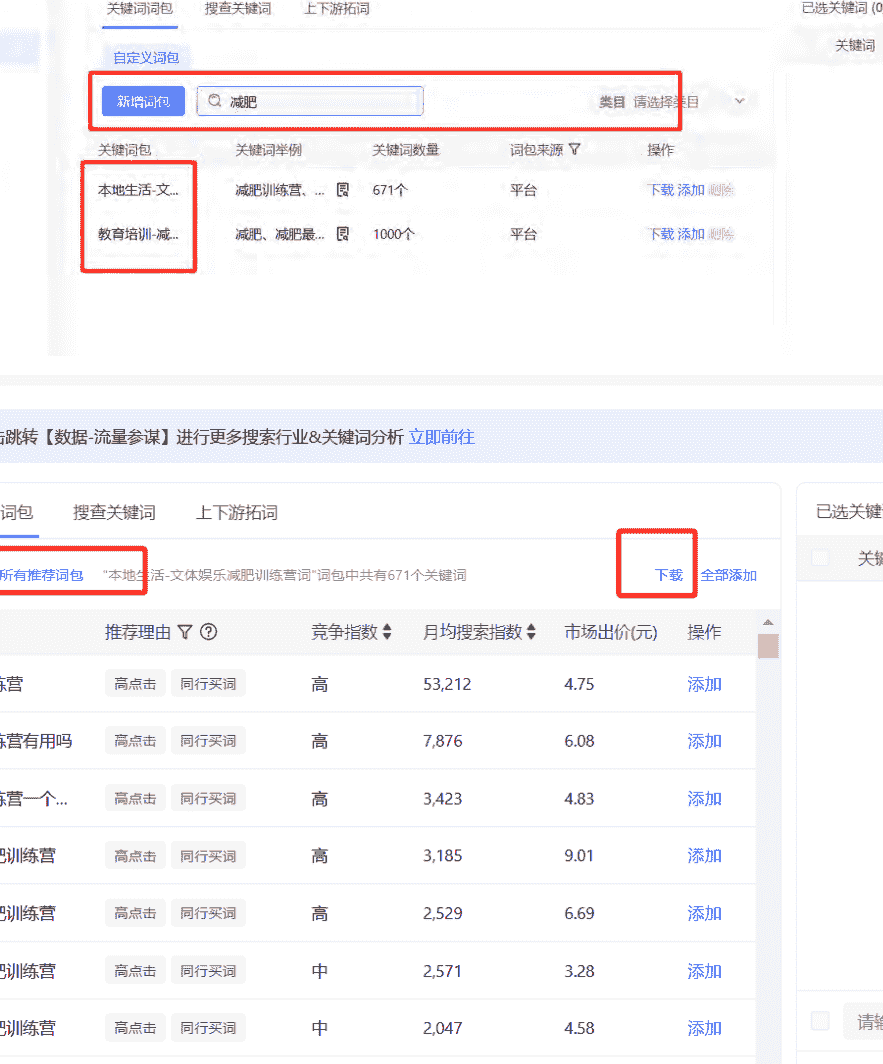 关键词词包 搜查关键词 上下游拓词 已选关键词 (0
自定义词包 关键词
新增词包 减肥 类目 请选择类目
关键词包 关键词举例 关键词数量 词包来源 操作
本地生活-文... 减肥训练营、... 671个 平台 下载 添加 删除
教育培训-减... 减肥、减肥最... 1000个 平台 下载 添加 删除
跳转【数据-流量参谋】进行更多搜索行业&关键词分析 立即前往
词包 搜查关键词 上下游拓词 已选关键
所有推荐词包 "本地生活-文体娱乐减肥训练营词"词包中共有671个关键词 下载 全部添加
推荐理由 竞争指数 月均搜索指数 市场出价(元) 操作
练营 高点击 同行买词 高 53,212 4.75 添加
练营有用吗 高点击 同行买词 高 7,876 6.08 添加
练营一个... 高点击 同行买词 高 3,423 4.83 添加
肥训练营 高点击 同行买词 高 3,185 9.01 添加
肥训练营 高点击 同行买词 高 2,529 6.69 添加
肥训练营 高点击 同行买词 中 2,571 3.28 添加
肥训练营 高点击 同行买词 中 2,047 4.58 添加